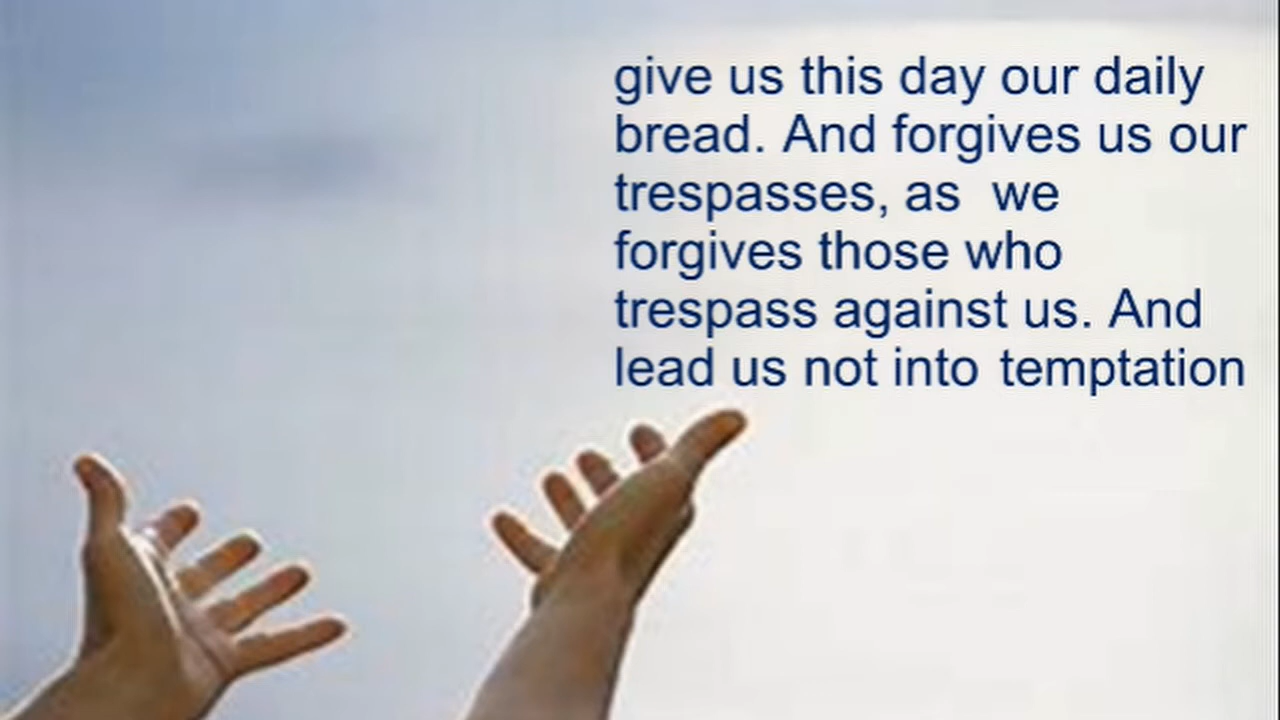 give us this day our daily
bread. And forgives us our
trespasses, as  we
forgives those who
trespass against us. And
lead us not into temptation